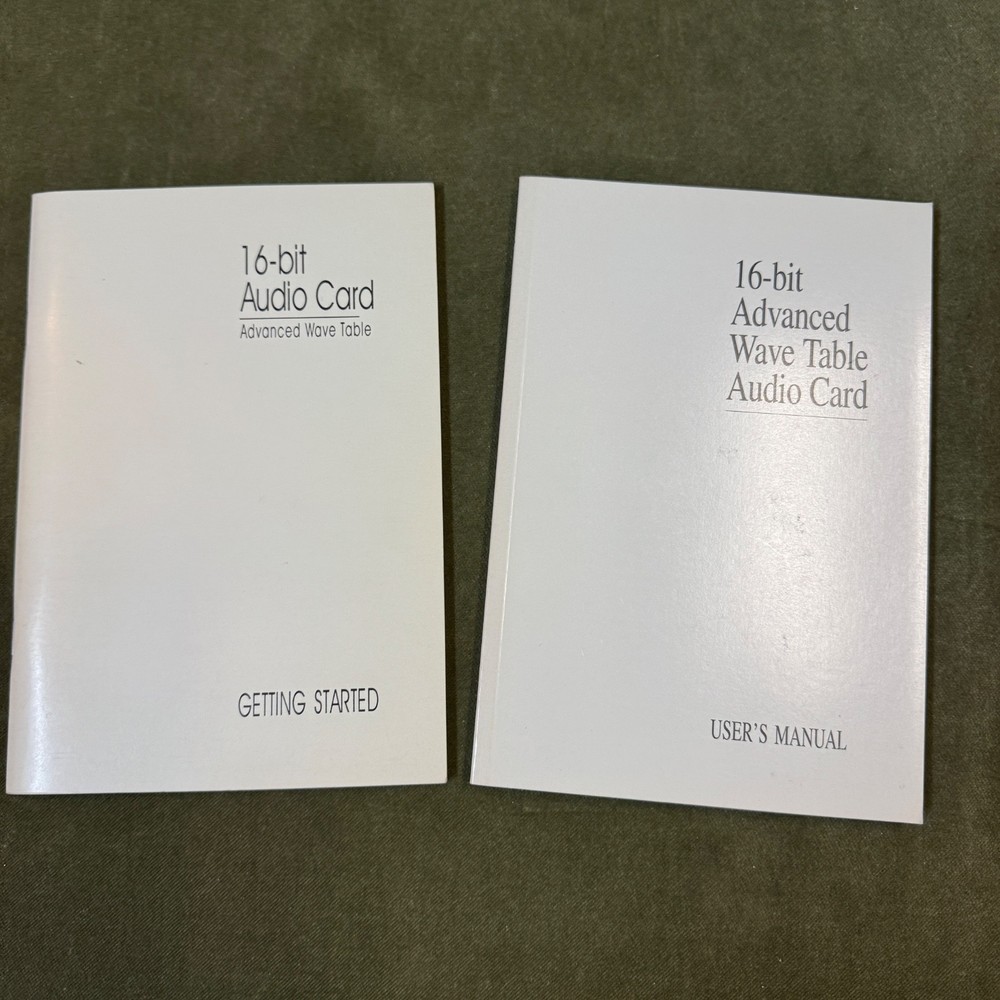 16-bit
Audio Card
Advanced Wave Table
GETTING STARTED
16-bit
Advanced
Wave Table
Audio Card
USER'S MANUAL